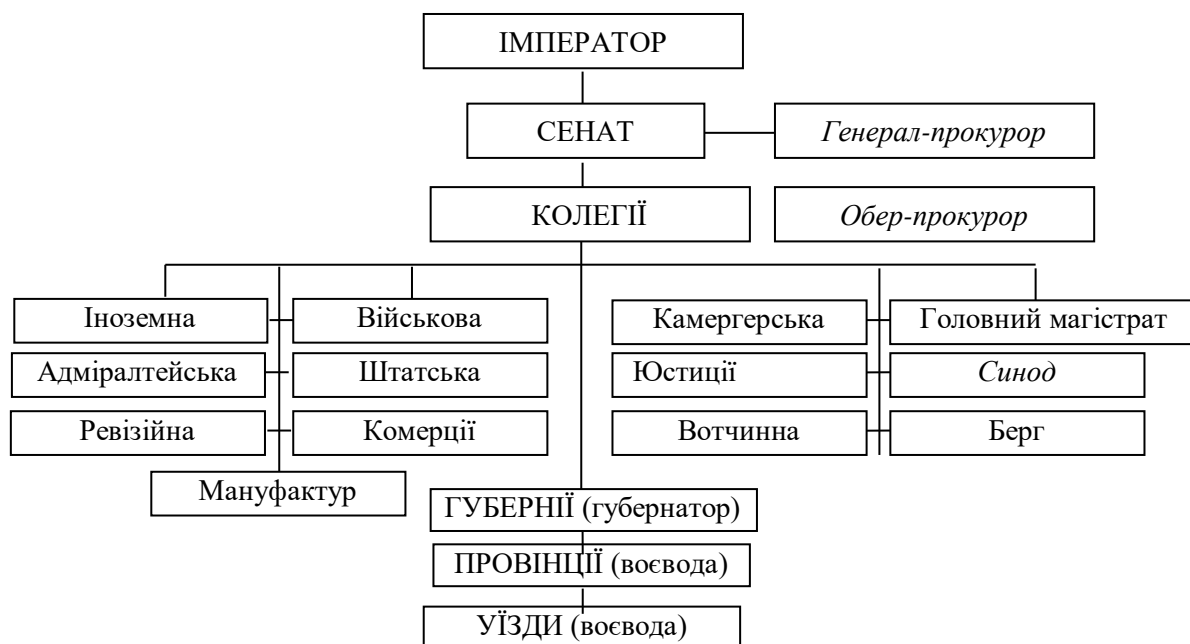 ІМПЕРАТОР
СЕНАТ
Генерал-прокурор
КОЛЕГІЇ
Обер-прокурор
Іноземна
Військова
Камергерська
Головний магістрат
Адміралтейська
Штатська
Юстиції
Синод
Ревізійна
Комерції
Вотчинна
Берг
Мануфактур
ГУБЕРНІЇ (губернатор)
ПРОВІНЦІЇ (воєвода)
УЇЗДИ (воєвода)